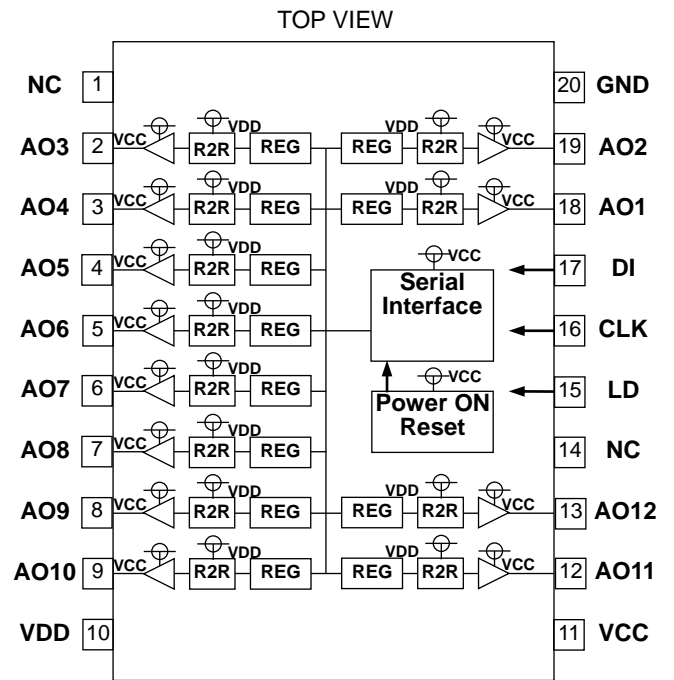 TOP VIEW
NC 1 20 GND
VDD VDD
AO3 2 VCC R2R REG REG R2R VCC 19 AO2
VDD VDD
AO4 3 VCC R2R REG REG R2R VCC 18 AO1
VDD VCC
AO5 4 VCC R2R REG Serial 17 DI
Interface
VDD
AO6 5 VCC R2R REG 16 CLK
VDD VCC
AO7 6 VCC R2R REG Power ON 15 LD
Reset
VDD
AO8 7 VCC R2R REG 14 NC
VDD VDD
AO9 8 VCC R2R REG REG R2R VCC 13 AO12
VDD VDD
AO10 9 VCC R2R REG REG R2R VCC 12 AO11
VDD 10 11 VCC